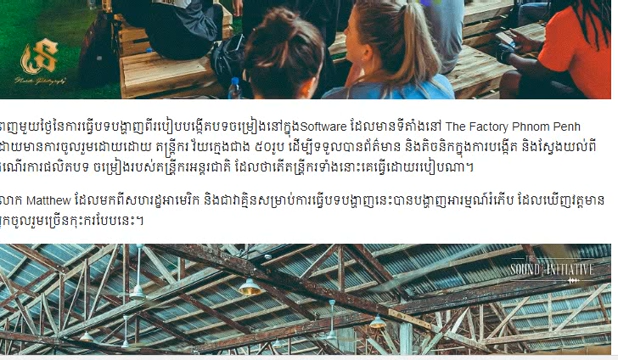 ពេញមួយថ្ងៃនៃការធ្វើបទបង្ហាញពីរបៀបបង្កើតបទចម្រៀងនៅក្នុងSoftware ដែលមានទីតាំងនៅ The Factory Phnom Penh
ដោយមានការចូលរួមដោយដោយ តន្ត្រីករ វ័យក្មេងជាង ៥០រូប ដើម្បីទទួលបានព័ត៌មាន និងតិចនិកក្នុងការបង្កើត និងស្វែងយល់ពី
ដំណើរការផលិតបទ ចម្រៀងរបស់តន្ត្រីករអន្តរជាតិ ដែលថាតើតន្ត្រីករទាំងនោះគេធ្វើដោយរបៀបណា។
លោក Matthew ដែលមកពីសហរដ្ឋអាមេរិក និងជាវាគ្មិនសម្រាប់ការធ្វើបទបង្ហាញនេះបានបង្ហាញអារម្មណ៍រំភើប ដែលឃើញវត្តមាន
អ្នកចូលរួមច្រើនកុះករបែបនេះ។
THE
SOUND INITIATIVE